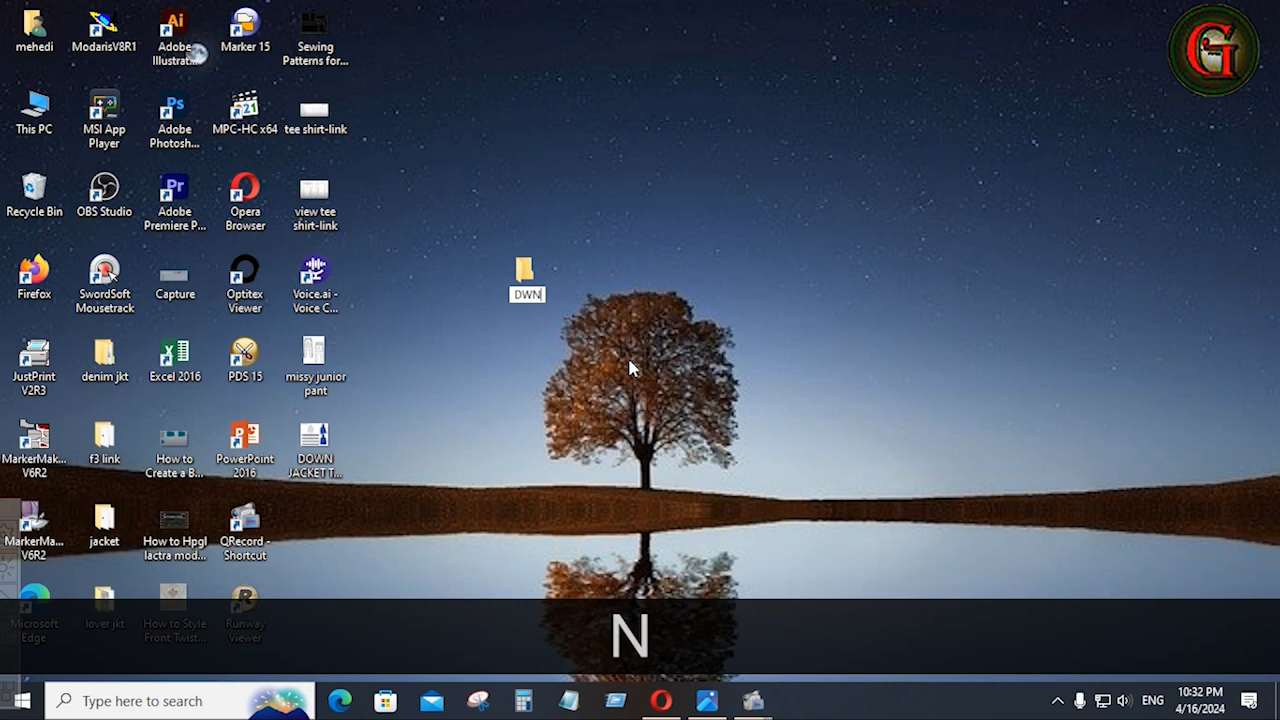 mehedi
ModarisV8R1
Adobe
Illustrat...
Marker 15
Sewing
Patterns for...
This PC
MSI App
Player
Adobe
Photosh...
MPC-HC x64
tee shirt-link
Recycle Bin
OBS Studio
Adobe
Premiere P...
Opera
Browser
view tee
shirt-link
DWN
Firefox
SwordSoft
Mousetrack
Capture
Optitex
Viewer
Voice.ai -
Voice C...
JustPrint
V2R3
denim jkt
Excel 2016
PDS 15
missy junior
pant
MarkerMak...
V6R2
f3 link
How to
Create a B...
PowerPoint
2016
DOWN
JACKET T...
MarkerMa...
V6R2
jacket
How to Hpgl
lactra mod...
QRecord -
Shortcut
Microsoft
Edge
lover jkt
How to Style
Front Twist...
Runway
Viewer
N
Type here to search
ENG
10:32 PM
4/16/2024
Ai
321
Ps
Pr
G